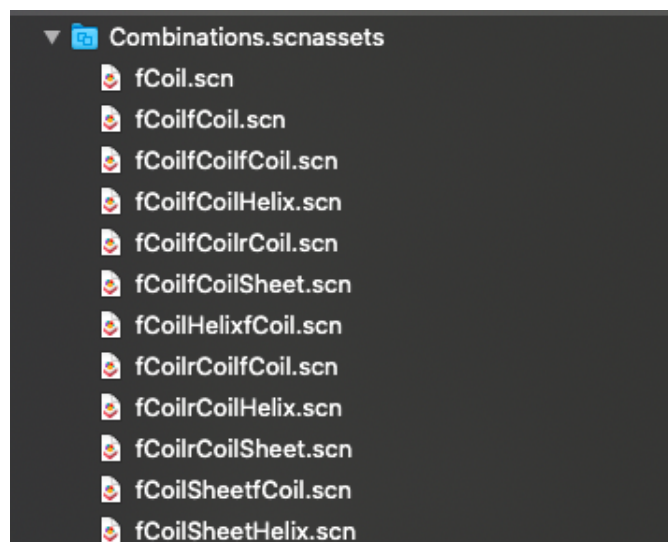 Combinations.scnassets
fCoil.scn
fCoilfCoil.scn
fCoilfCoilfCoil.scn
fCoilfCoilHelix.scn
fCoilfCoilrCoil.scn
fCoilfCoilSheet.scn
fCoilHelixfCoil.scn
fCoilrCoilfCoil.scn
fCoilrCoilHelix.scn
fCoilrCoilSheet.scn
fCoilSheetfCoil.scn
fCoilSheetHelix.scn